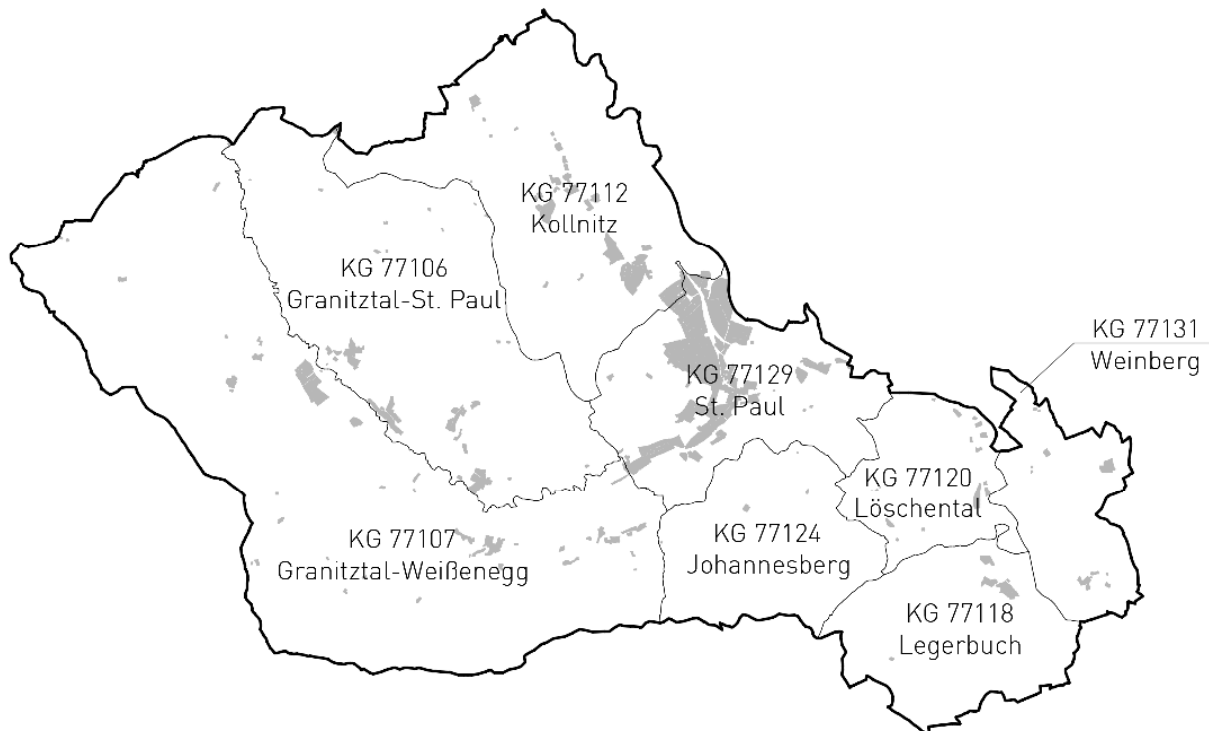 KG 77112
Kollnitz
KG 77106
Granitztal-St. Paul
KG 77131
Weinberg
KG 77129
St. Paul
KG 77120
Löschental
KG 77107
Granitztal-Weißenegg
KG 77124
Johannesberg
KG 77118
Legerbuch